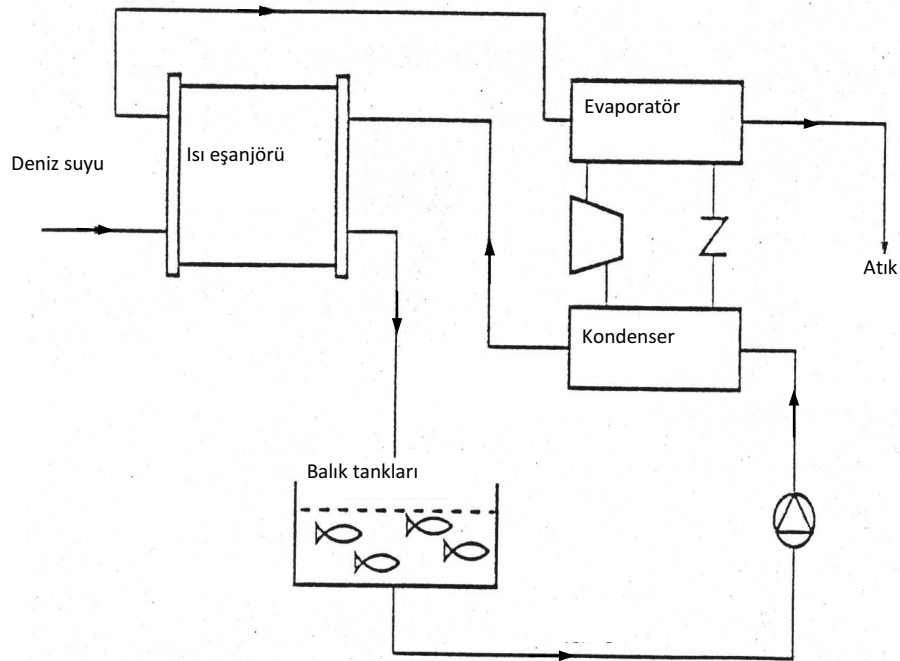 Evaporatör
Deniz suyu
Isı eşanjörü
Atık
Kondenser
Balık tankları